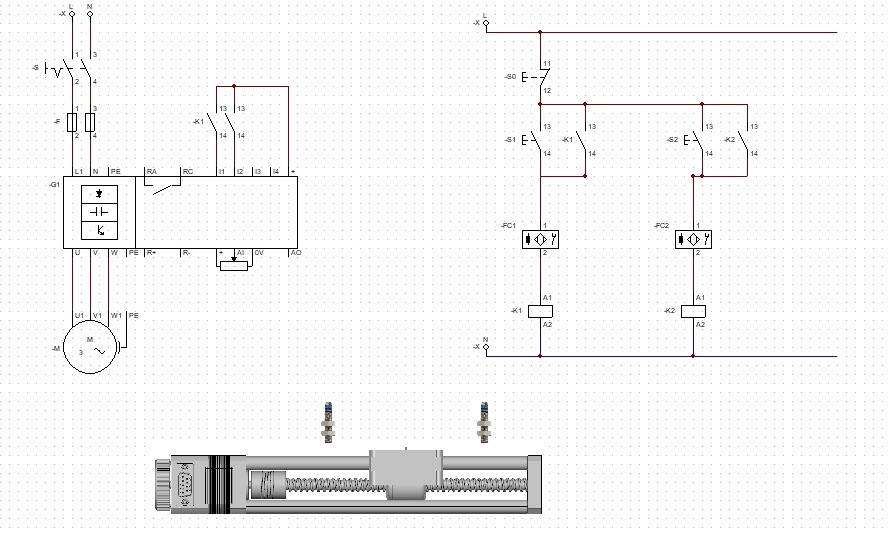 L N
-X
1 3
-S
2 4
1 3
-F
2 4
13 13
-K1
14 14
L1 N PE RA RC I1 I2 I3 I4 +
-G1
U V W PE R+ R- + AI 0V AO
U1 V1 W1 PE
M
-M 3
L
-X
11
-S0
12
13 13 13 13
-S1 -K1 -S2 -K2
14 14 14 14
-FC1 1 -FC2 1
2 2
A1 A1
-K1 -K2
A2 A2
N
-X